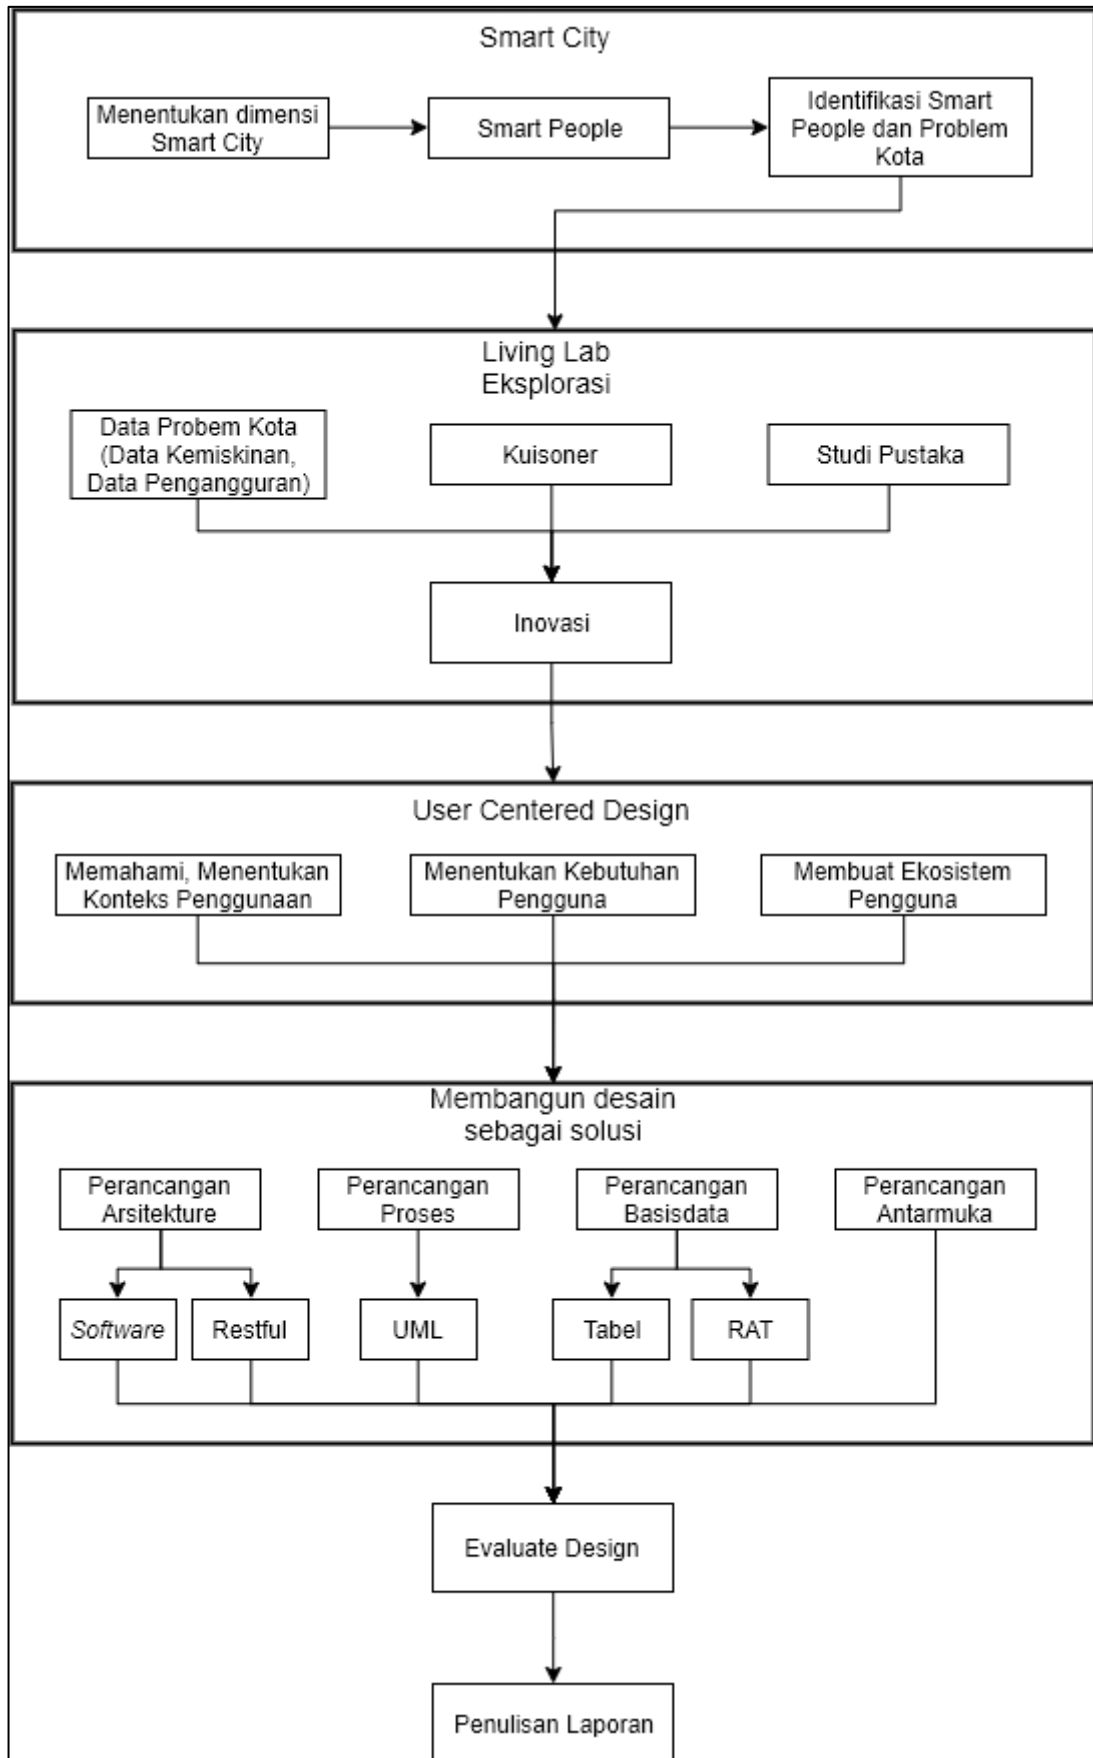 Smart City
Menentukan dimensi
Smart City
Smart People
Identifikasi Smart
People dan Problem
Kota
Living Lab
Eksplorasi
Data Probem Kota
(Data Kemiskinan,
Data Pengangguran)
Kuisoner
Studi Pustaka
Inovasi
User Centered Design
Memahami, Menentukan
Konteks Penggunaan
Menentukan Kebutuhan
Pengguna
Membuat Ekosistem
Pengguna
Membangun desain
sebagai solusi
Perancangan
Arsitekture
Perancangan
Proses
Perancangan
Basisdata
Perancangan
Antarmuka
Software
Restful
UML
Tabel
RAT
Evaluate Design
Penulisan Laporan